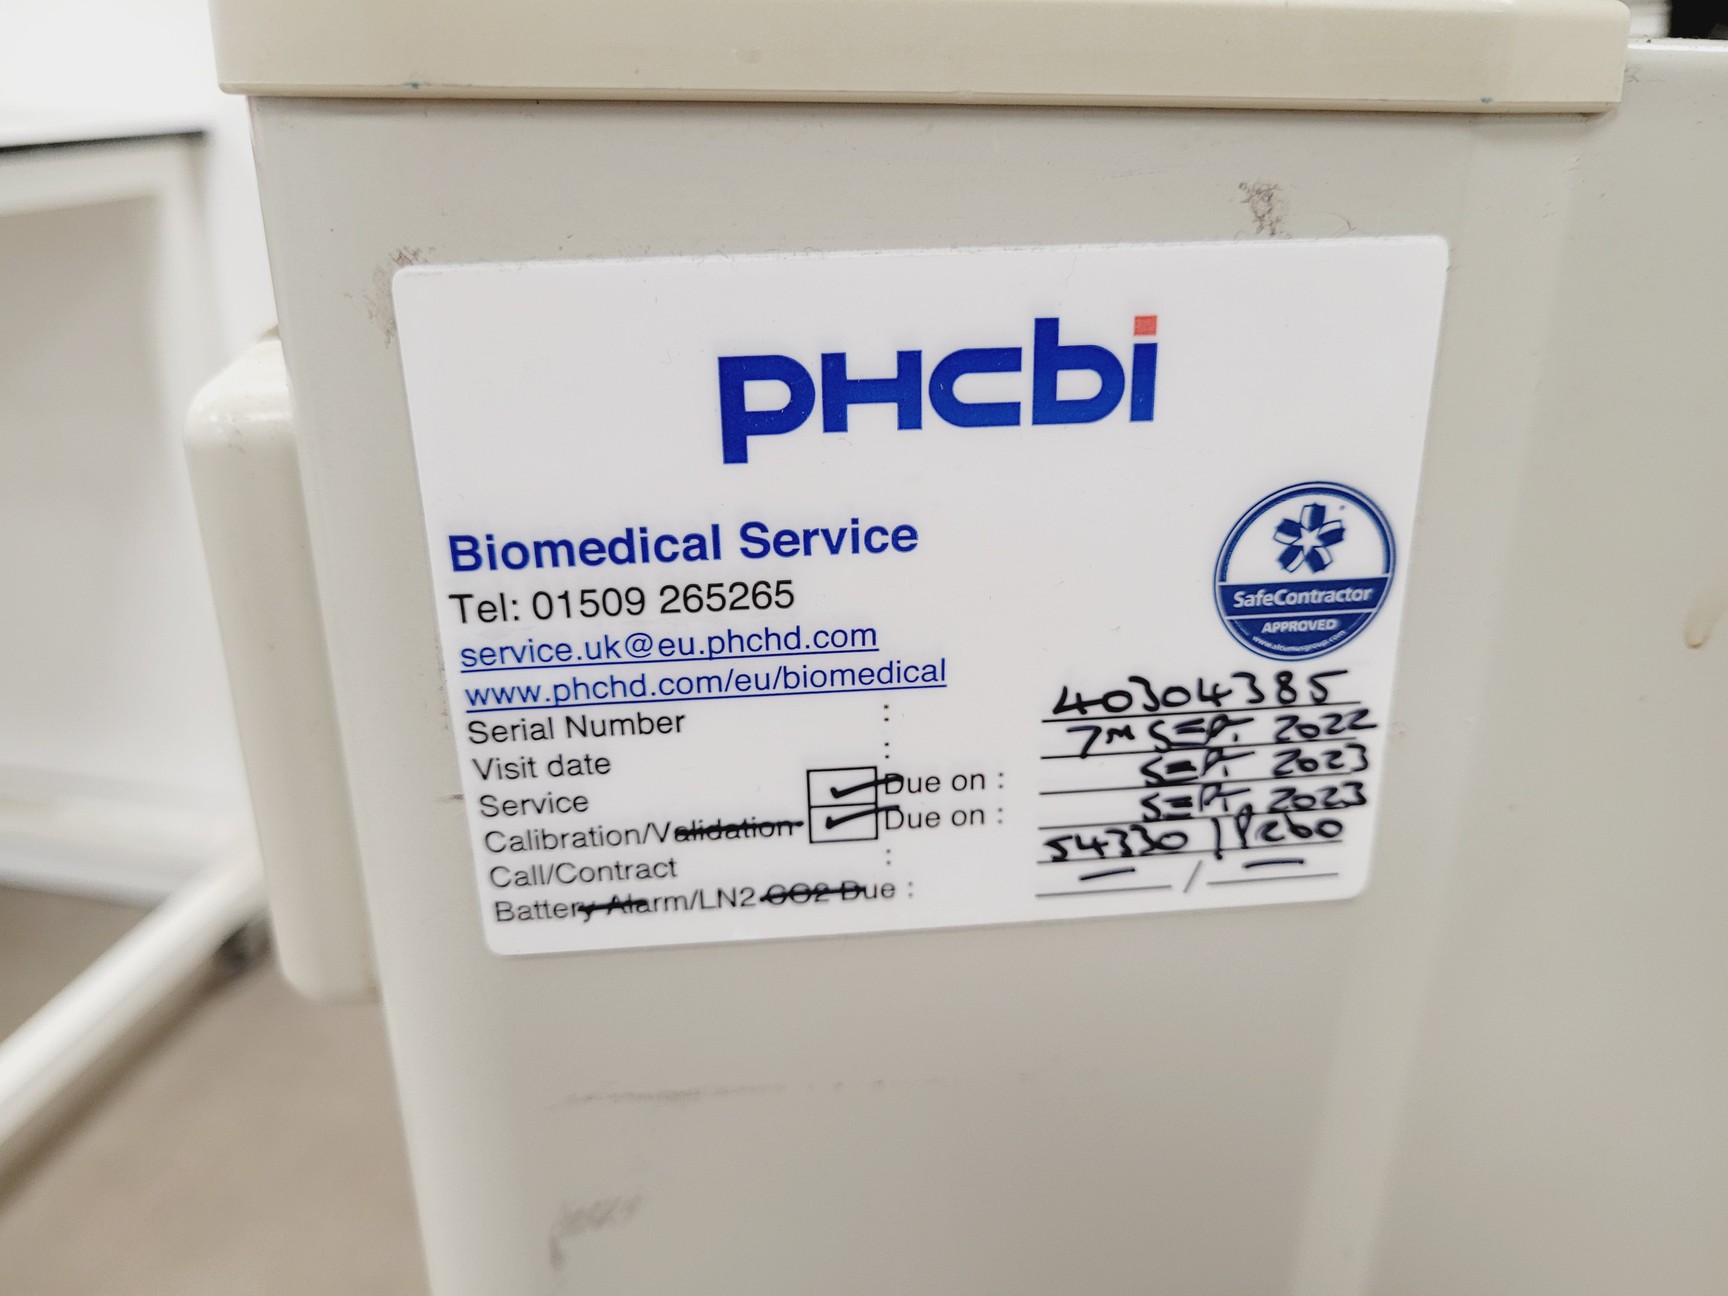 PHcbi
Biomedical Service
Tel: 01509 265265
service.uk@eu.phchd.com
www.phchd.com/eu/biomedical
SafeContractor
APPROVED
Serial Number : 40304385
Visit date : 7TH SEPT. 2022
Service Due on : SEPT 2023
Calibration/Validation Due on : SEPT 2023
Call/Contract : 54330 / P260
Battery Alarm/LN2 CO2 Due : — / —